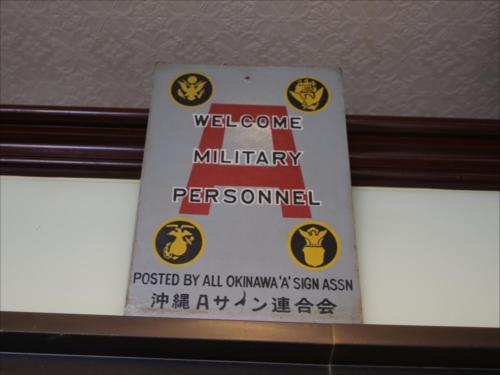 WELCOME
MILITARY
PERSONNEL
POSTED BY ALL OKINAWA 'A' SIGN ASSN
沖縄Aサイン連合会